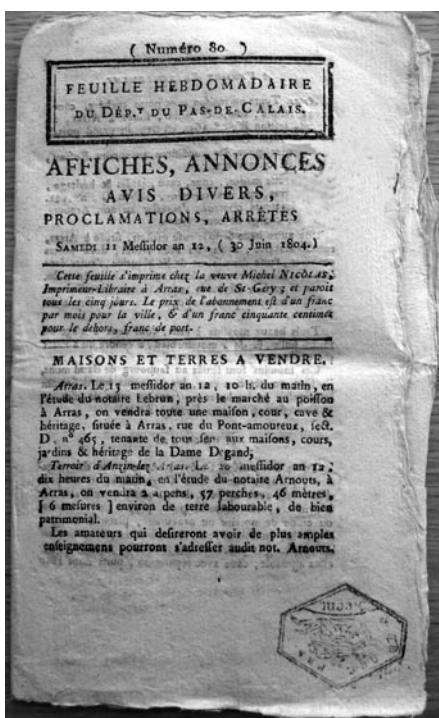 ( Numéro 80 )
FEUILLE HEBDOMADAIRE
DU DÉP.T DU PAS-DE-CALAIS.
AFFICHES, ANNONCES
AVIS DIVERS,
PROCLAMATIONS, ARRÊTÉS
SAMEDI 11 Meſſidor an 12, ( 30 Juin 1804.)
Cette feuille s'imprime chez la veuve Michel NICOLAS,
Imprimeur-Libraire à Arras, rue de St-Géry; et paroit
tous les cinq jours. Le prix de l'abonnement eſt d'un franc
par mois pour la ville, & d'un franc cinquante centimes
pour le dehors, franc de port.
MAISONS ET TERRES A VENDRE.
Arras. Le 13 meſſidor an 12, 10 h. du matin, en
l'étude du notaire Lebrun, près le marché au poiſſon
à Arras, on vendra toute une maiſon, cour, cave &
héritage, ſituée à Arras, rue du Pont-amoureux, ſect.
D, n° 465, tenante de tous ſens aux maiſons, cours,
jardins & héritage de la Dame Degand;
Terroir d'Anzin-lez-Arras. Le 20 meſſidor an 12,
dix heures du matin, en l'étude du notaire Arnouts, à
Arras, on vendra 2 arpens, 57 perches, 46 mètres,
[ 6 meſures ] environ de terre labourable, de bien
patrimonial.
Les amateurs qui deſireront avoir de plus amples
enſeignemens pourront s'adreſſer audit not. Arnouts.